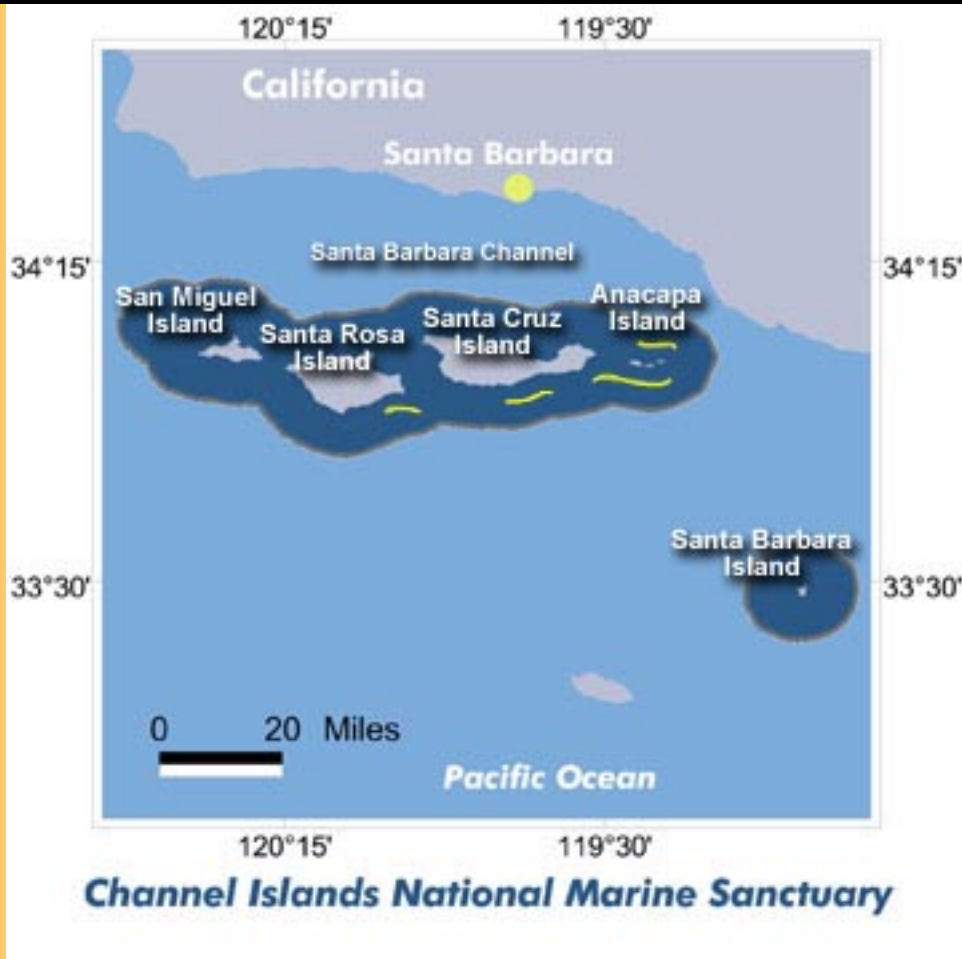 120°15' 119°30'
California
Santa Barbara
Santa Barbara Channel
34°15' 34°15'
San Miguel
Island
Santa Rosa
Island
Santa Cruz
Island
Anacapa
Island
Santa Barbara
Island
33°30' 33°30'
0 20 Miles
Pacific Ocean
120°15' 119°30'
Channel Islands National Marine Sanctuary